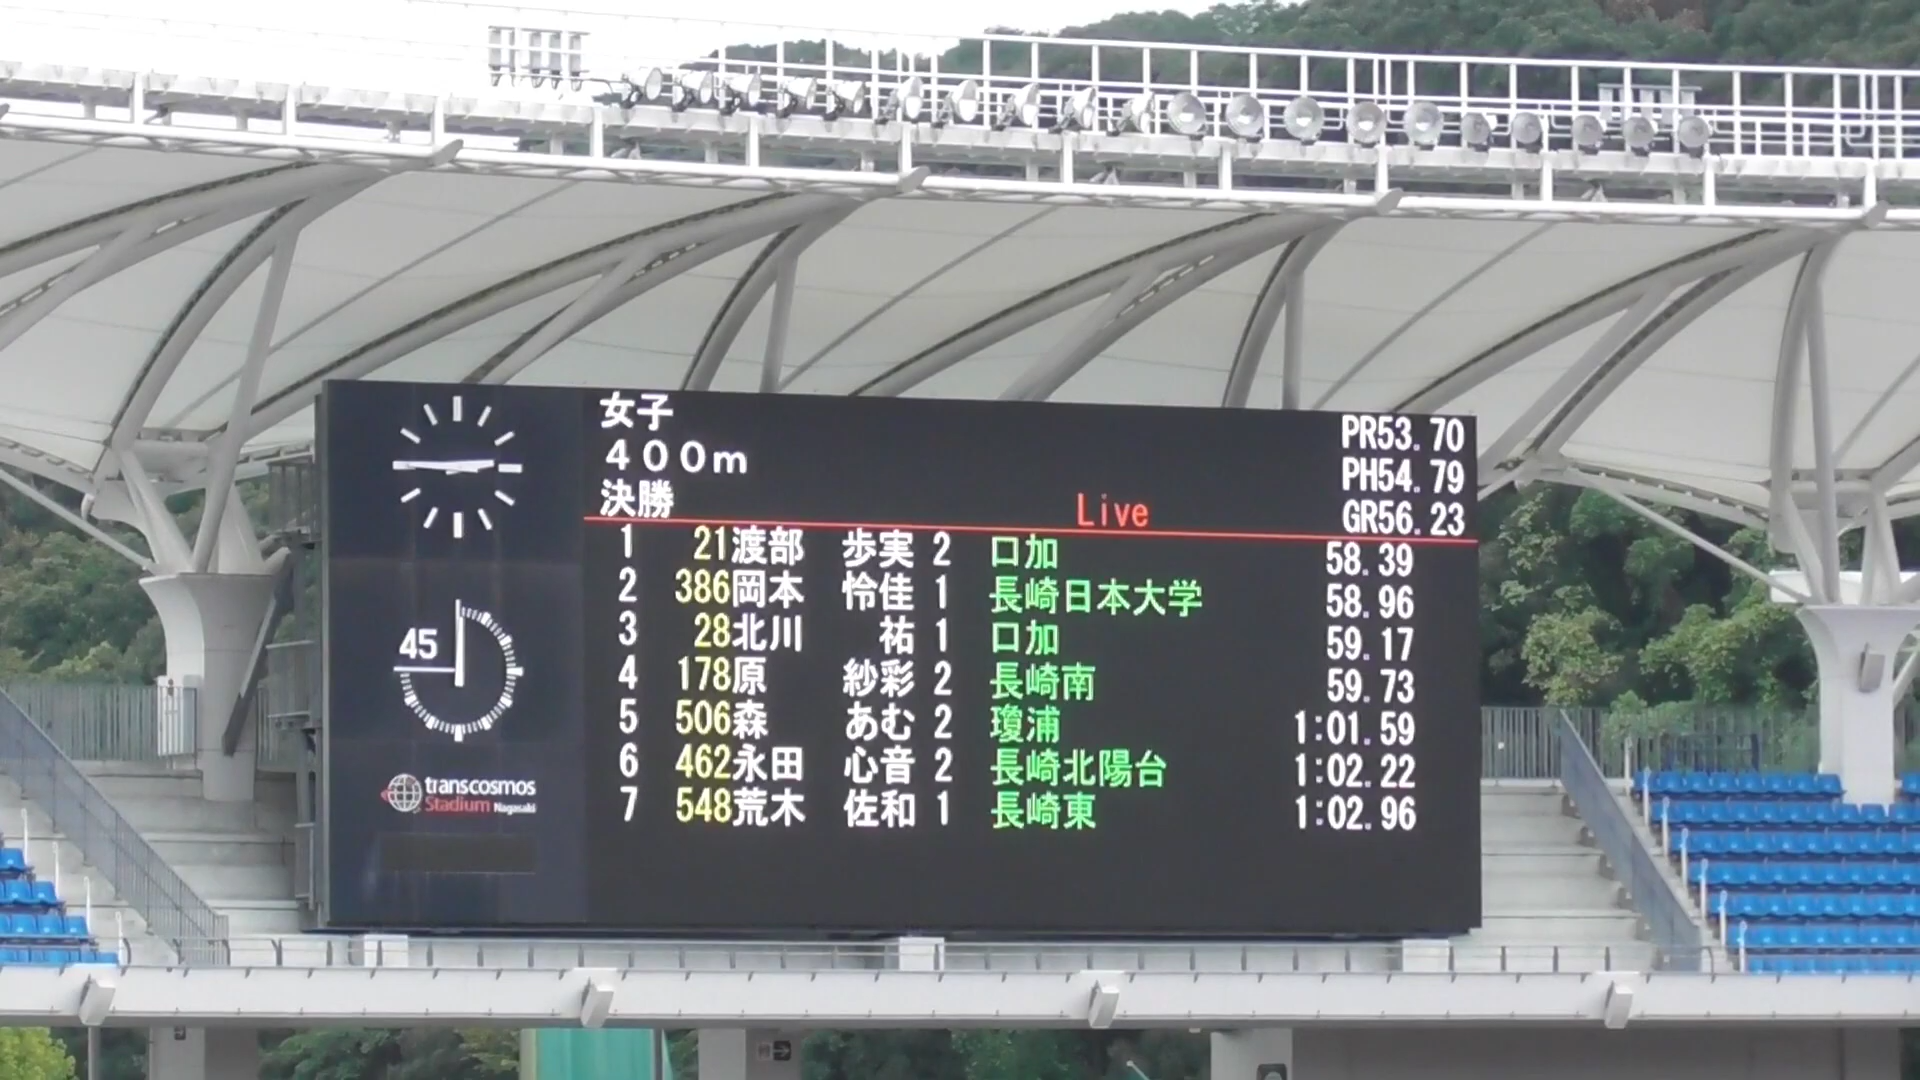 女子
400m
決勝
Live
PR53.70
PH54.79
GR56.23
1 21渡部 歩実 2 口加 58.39
2 386岡本 怜佳 1 長崎日本大学 58.96
3 28北川 祐 1 口加 59.17
4 178原 紗彩 2 長崎南 59.73
5 506森 あむ 2 瓊浦 1:01.59
6 462永田 心音 2 長崎北陽台 1:02.22
7 548荒木 佐和 1 長崎東 1:02.96
45
transcosmos
Stadium Nagasaki